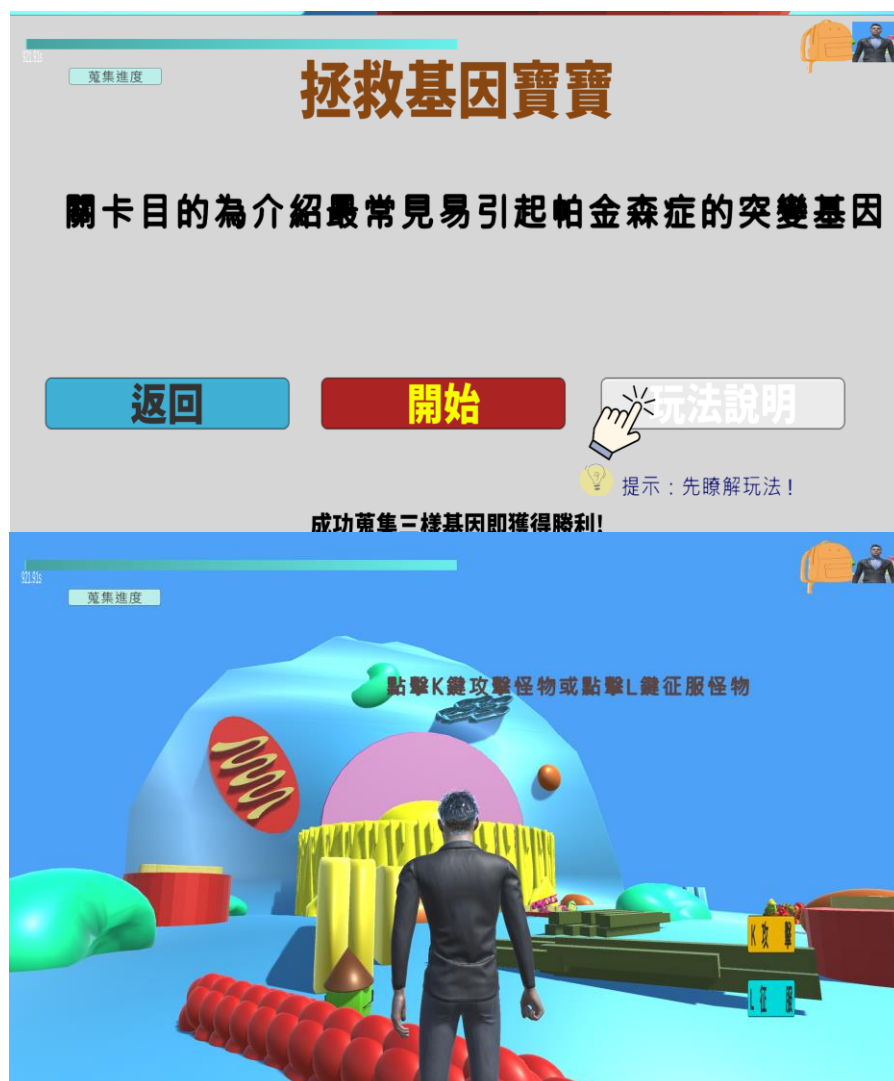 921.91s
蒐集進度
拯救基因寶寶
關卡目的為介紹最常見易引起帕金森症的突變基因
返回
開始
玩法說明
提示：先瞭解玩法！
成功蒐集三樣基因即獲得勝利!
921.91s
蒐集進度
點擊K鍵攻擊怪物或點擊L鍵征服怪物
K 攻 擊
L 征 服